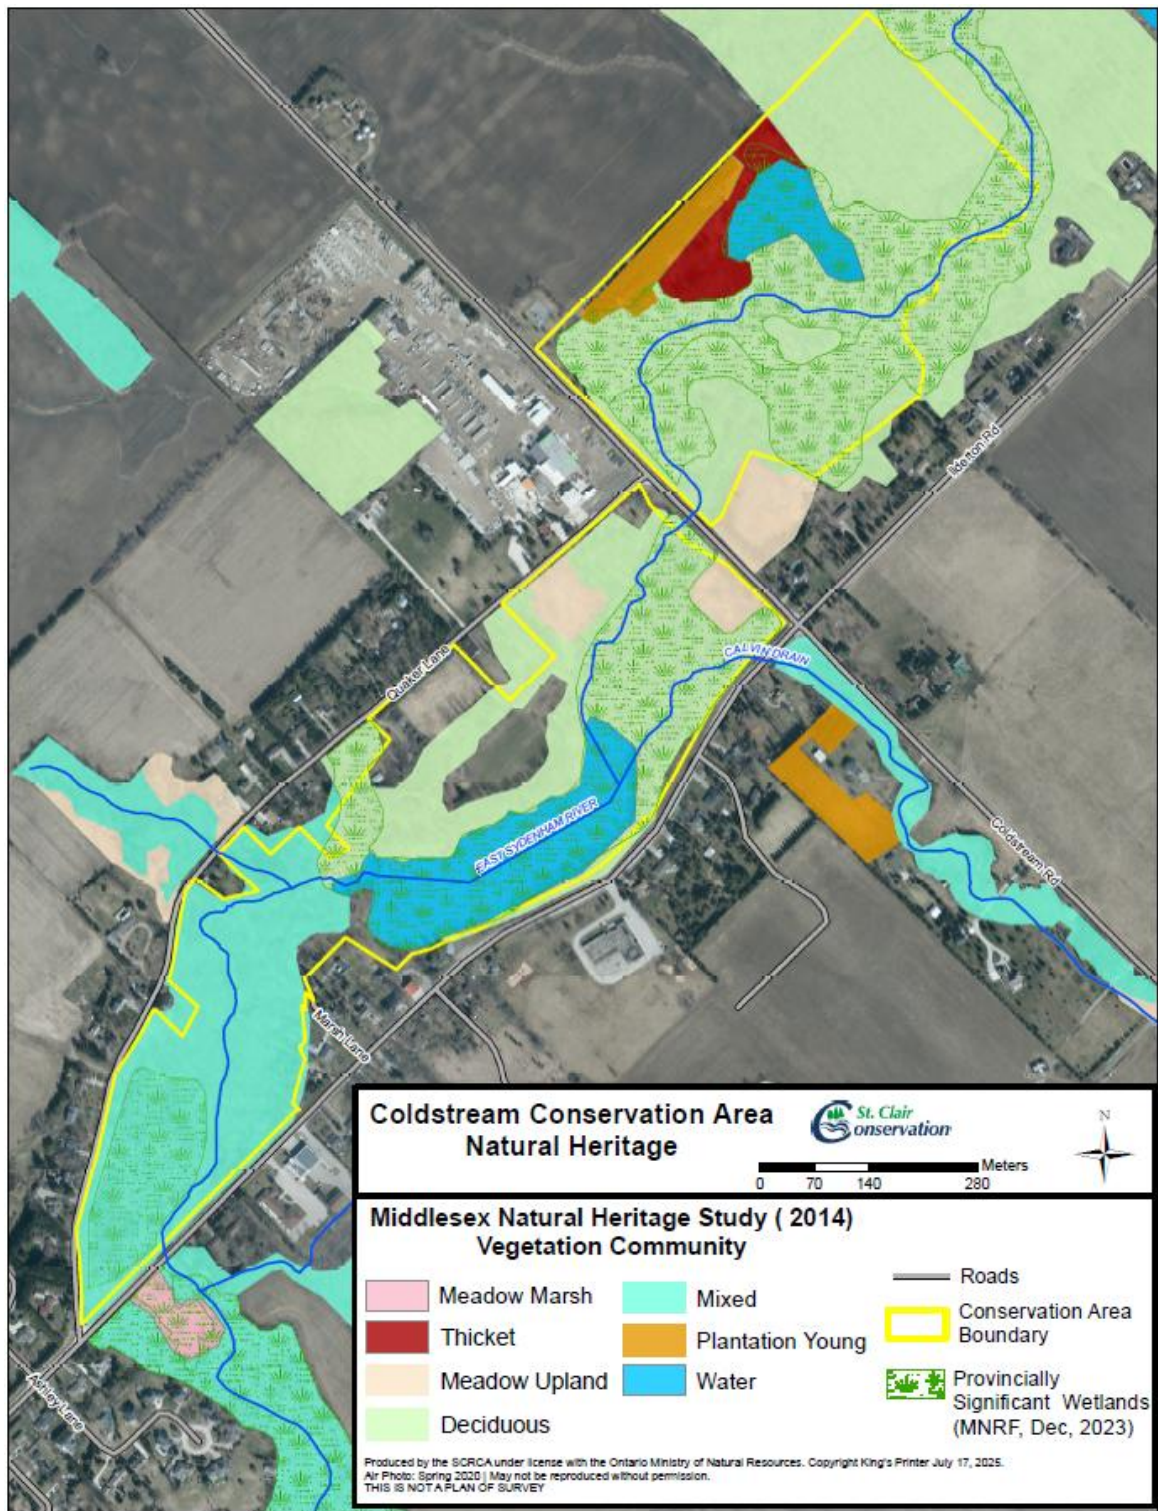 Ilderton Rd
CALVIN DRAIN
Quaker Lane
EAST SYDENHAM RIVER
Coldstream Rd
Marsh Lane
Ashley Lane
Coldstream Conservation Area
Natural Heritage
St. Clair
Conservation
N
Meters
0 70 140 280
Middlesex Natural Heritage Study ( 2014)
Vegetation Community
Meadow Marsh
Thicket
Meadow Upland
Deciduous
Mixed
Plantation Young
Water
Roads
Conservation Area
Boundary
Provincially
Significant Wetlands
(MNRF, Dec, 2023)
Produced by the SCRCA under license with the Ontario Ministry of Natural Resources. Copyright King's Printer July 17, 2025.
Air Photo: Spring 2020 | May not be reproduced without permission.
THIS IS NOT A PLAN OF SURVEY